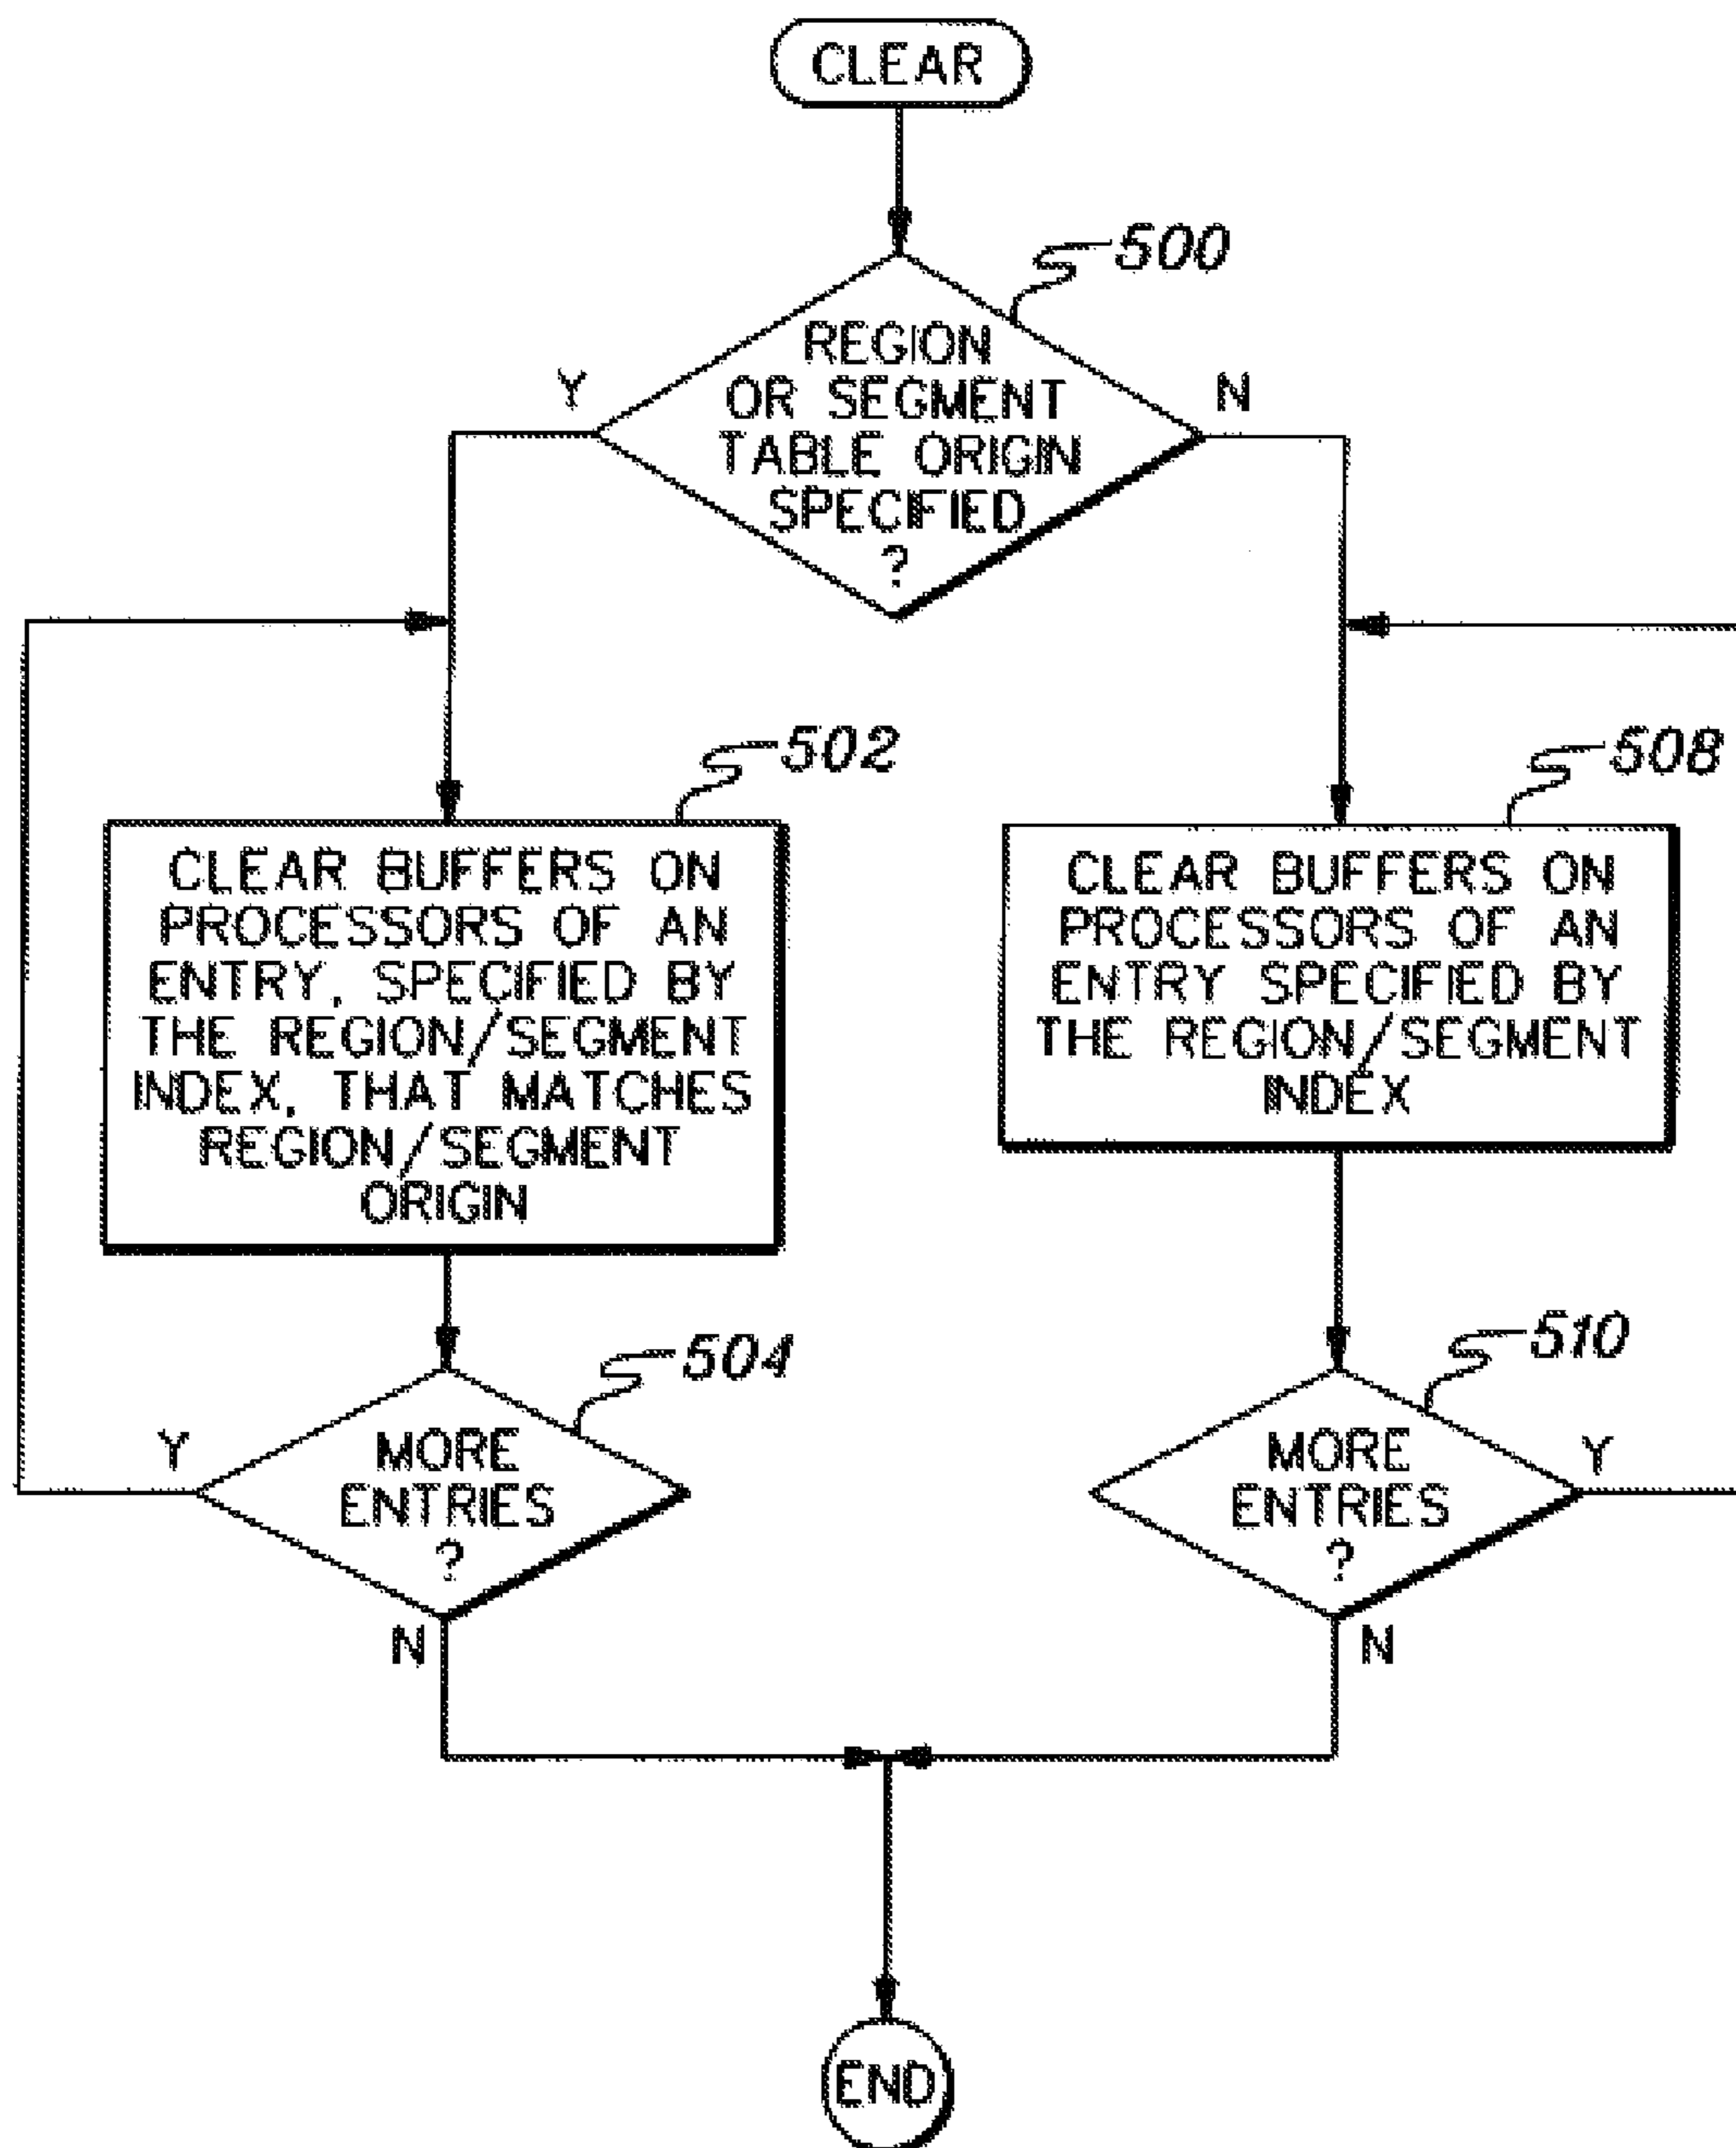 CLEAR
500
REGION
OR SEGMENT
TABLE ORIGIN
SPECIFIED
?
Y
N
502
CLEAR BUFFERS ON
PROCESSORS OF AN
ENTRY, SPECIFIED BY
THE REGION/SEGMENT
INDEX, THAT MATCHES
REGION/SEGMENT
ORIGIN
508
CLEAR BUFFERS ON
PROCESSORS OF AN
ENTRY SPECIFIED BY
THE REGION/SEGMENT
INDEX
504
MORE
ENTRIES
?
Y
N
510
MORE
ENTRIES
?
Y
N
END